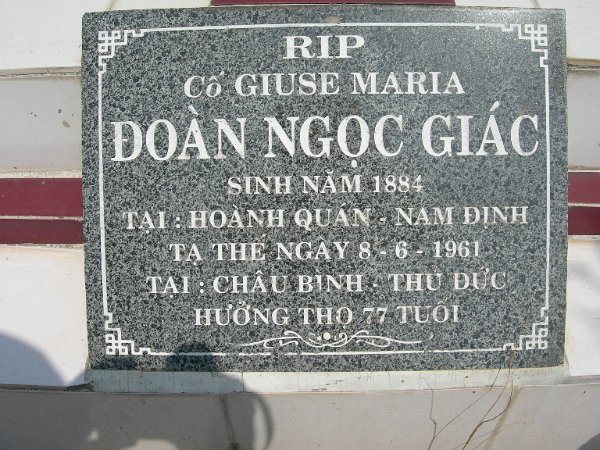 RIP
Cố GIUSE MARIA
ĐOÀN NGỌC GIÁC
SINH NĂM 1884
TẠI : HOÀNH QUÁN - NAM ĐỊNH
TẠ THẾ NGÀY 8 - 6 - 1961
TẠI : CHÂU BÌNH - THỦ ĐỨC
HƯỞNG THỌ 77 TUỔI